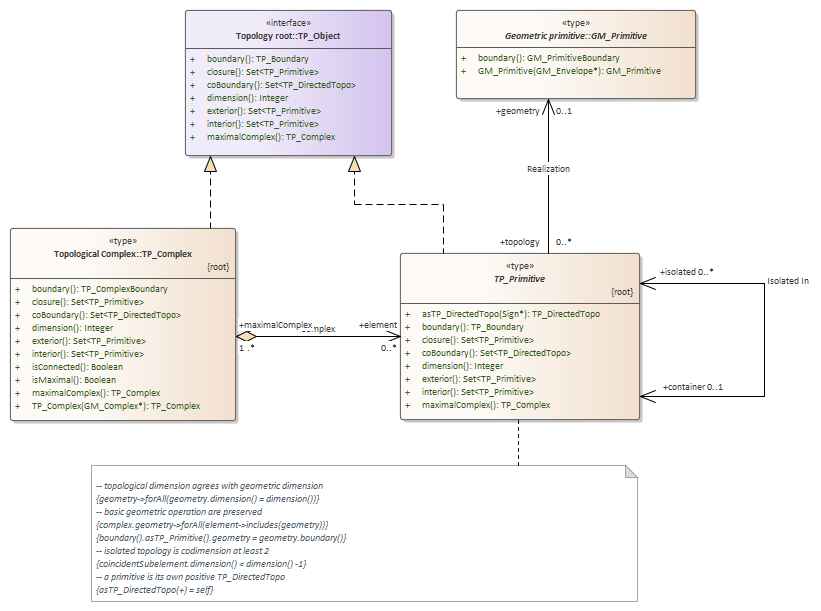 «interface»
Topology root::TP_Object
+ boundary(): TP_Boundary
+ closure(): Set<TP_Primitive>
+ coBoundary(): Set<TP_DirectedTopo>
+ dimension(): Integer
+ exterior(): Set<TP_Primitive>
+ interior(): Set<TP_Primitive>
+ maximalComplex(): TP_Complex
«type»
Geometric primitive::GM_Primitive
+ boundary(): GM_PrimitiveBoundary
+ GM_Primitive(GM_Envelope*): GM_Primitive
+geometry 0..1
Realization
+topology 0..*
«type»
Topological Complex::TP_Complex
{root}
+ boundary(): TP_ComplexBoundary
+ closure(): Set<TP_Primitive>
+ coBoundary(): Set<TP_DirectedTopo>
+ dimension(): Integer
+ exterior(): Set<TP_Primitive>
+ interior(): Set<TP_Primitive>
+ isConnected(): Boolean
+ isMaximal(): Boolean
+ maximalComplex(): TP_Complex
+ TP_Complex(GM_Complex*): TP_Complex
+maximalComplex
+element
1..*
0..*
«type»
TP_Primitive
{root}
+ asTP_DirectedTopo(Sign*): TP_DirectedTopo
+ boundary(): TP_Boundary
+ closure(): Set<TP_Primitive>
+ coBoundary(): Set<TP_DirectedTopo>
+ dimension(): Integer
+ exterior(): Set<TP_Primitive>
+ interior(): Set<TP_Primitive>
+ maximalComplex(): TP_Complex
+isolated 0..*
Isolated In
+container 0..1
-- topological dimension agrees with geometric dimension
{geometry->forAll(geometry.dimension() = dimension())}
-- basic geometric operation are preserved
{complex.geometry->forAll(element->includes(geometry))}
{boundary().asTP_Primitive().geometry = geometry.boundary()}
-- isolated topology is codimension at least 2
{coincidentSubelement.dimension() < dimension() -1}
-- a primitive is its own positive TP_DirectedTopo
{asTP_DirectedTopo(+) = self}